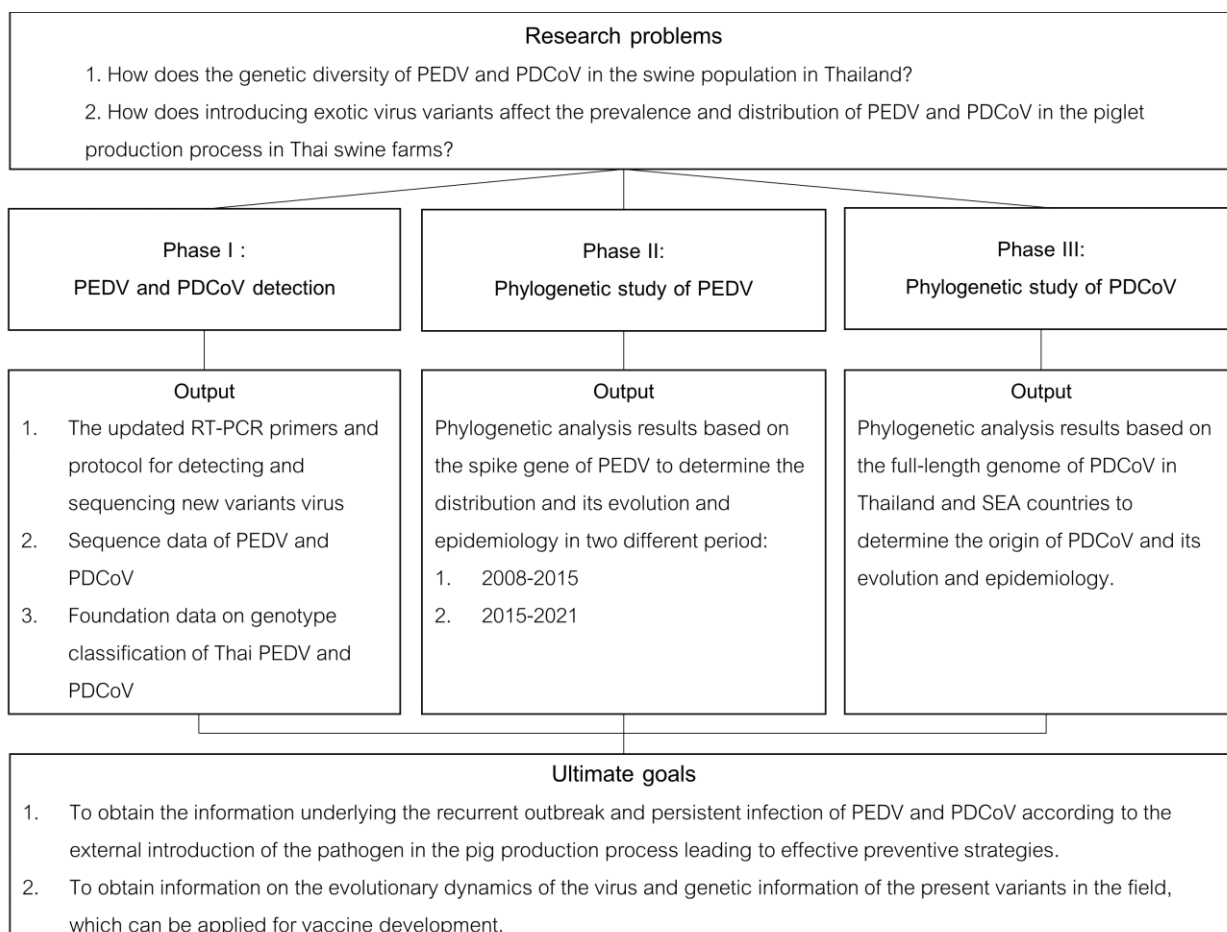 Research problems
1. How does the genetic diversity of PEDV and PDCoV in the swine population in Thailand?
2. How does introducing exotic virus variants affect the prevalence and distribution of PEDV and PDCoV in the piglet
production process in Thai swine farms?
Phase I :
PEDV and PDCoV detection
Phase II:
Phylogenetic study of PEDV
Phase III:
Phylogenetic study of PDCoV
Output
1. The updated RT-PCR primers and
protocol for detecting and
sequencing new variants virus
2. Sequence data of PEDV and
PDCoV
3. Foundation data on genotype
classification of Thai PEDV and
PDCoV
Output
Phylogenetic analysis results based on
the spike gene of PEDV to determine the
distribution and its evolution and
epidemiology in two different period:
1. 2008-2015
2. 2015-2021
Output
Phylogenetic analysis results based on
the full-length genome of PDCoV in
Thailand and SEA countries to
determine the origin of PDCoV and its
evolution and epidemiology.
Ultimate goals
1. To obtain the information underlying the recurrent outbreak and persistent infection of PEDV and PDCoV according to the
external introduction of the pathogen in the pig production process leading to effective preventive strategies.
2. To obtain information on the evolutionary dynamics of the virus and genetic information of the present variants in the field,
which can be applied for vaccine development.